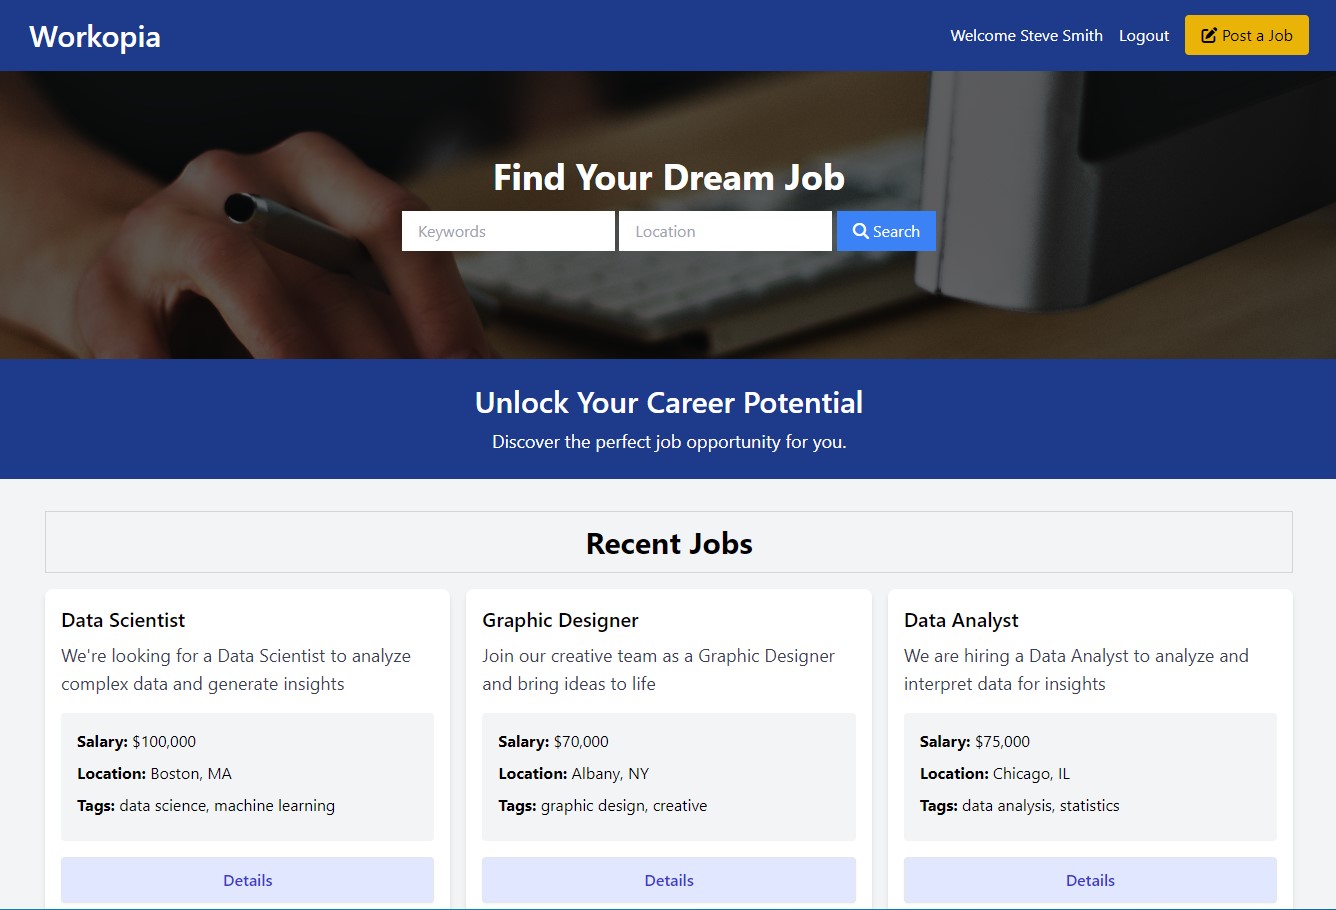 Workopia
Welcome Steve Smith Logout Post a Job
Find Your Dream Job
Keywords Location Search
Unlock Your Career Potential
Discover the perfect job opportunity for you.
Recent Jobs
Data Scientist
We're looking for a Data Scientist to analyze
complex data and generate insights
Salary: $100,000
Location: Boston, MA
Tags: data science, machine learning
Details
Graphic Designer
Join our creative team as a Graphic Designer
and bring ideas to life
Salary: $70,000
Location: Albany, NY
Tags: graphic design, creative
Details
Data Analyst
We are hiring a Data Analyst to analyze and
interpret data for insights
Salary: $75,000
Location: Chicago, IL
Tags: data analysis, statistics
Details